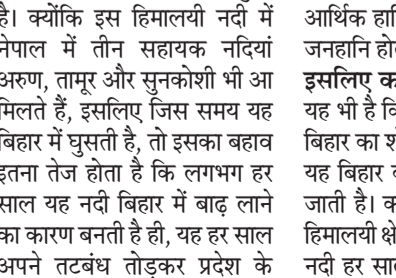 है। क्योंकि इस हिमालयी नदी में
नेपाल में तीन सहायक नदियां
अरुण, तामूर और सुनकोशी भी आ
मिलते हैं, इसलिए जिस समय यह
बिहार में घुसती है, तो इसका बहाव
इतना तेज होता है कि लगभग हर
साल यह नदी बिहार में बाढ़ लाने
का कारण बनती है ही, यह हर साल
अपने तटबंध तोड़कर प्रदेश के
आर्थिक
जनहानि
इसलिए
यह भी है
बिहार का
यह बिहार
जाती है।
हिमालयी
नदी हर